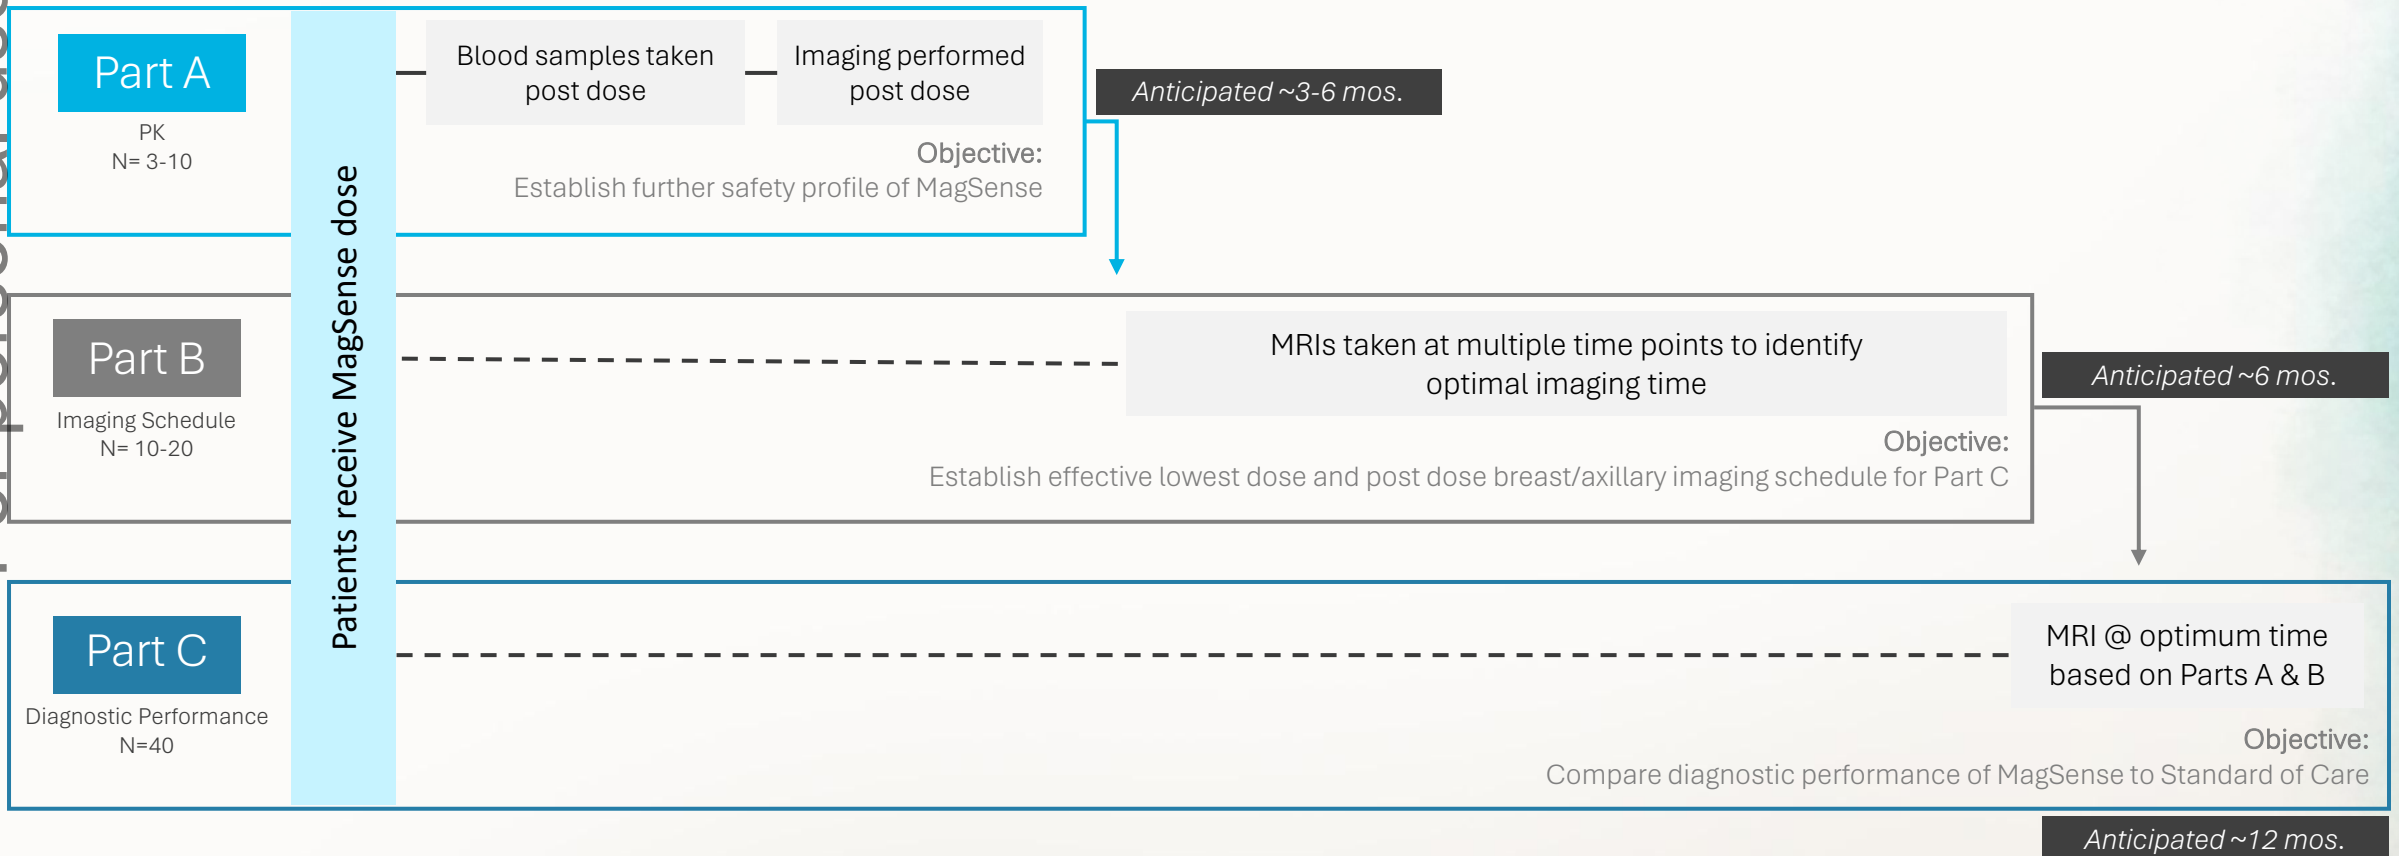 Part A
PK
N= 3-10
Patients receive MagSense dose
Blood samples taken
post dose
Imaging performed
post dose
Objective:
Establish further safety profile of MagSense
Anticipated ~3-6 mos.
Part B
Imaging Schedule
N= 10-20
MRIs taken at multiple time points to identify
optimal imaging time
Objective:
Establish effective lowest dose and post dose breast/axillary imaging schedule for Part C
Anticipated ~6 mos.
Part C
Diagnostic Performance
N=40
MRI @ optimum time
based on Parts A & B
Objective:
Compare diagnostic performance of MagSense to Standard of Care
Anticipated ~12 mos.